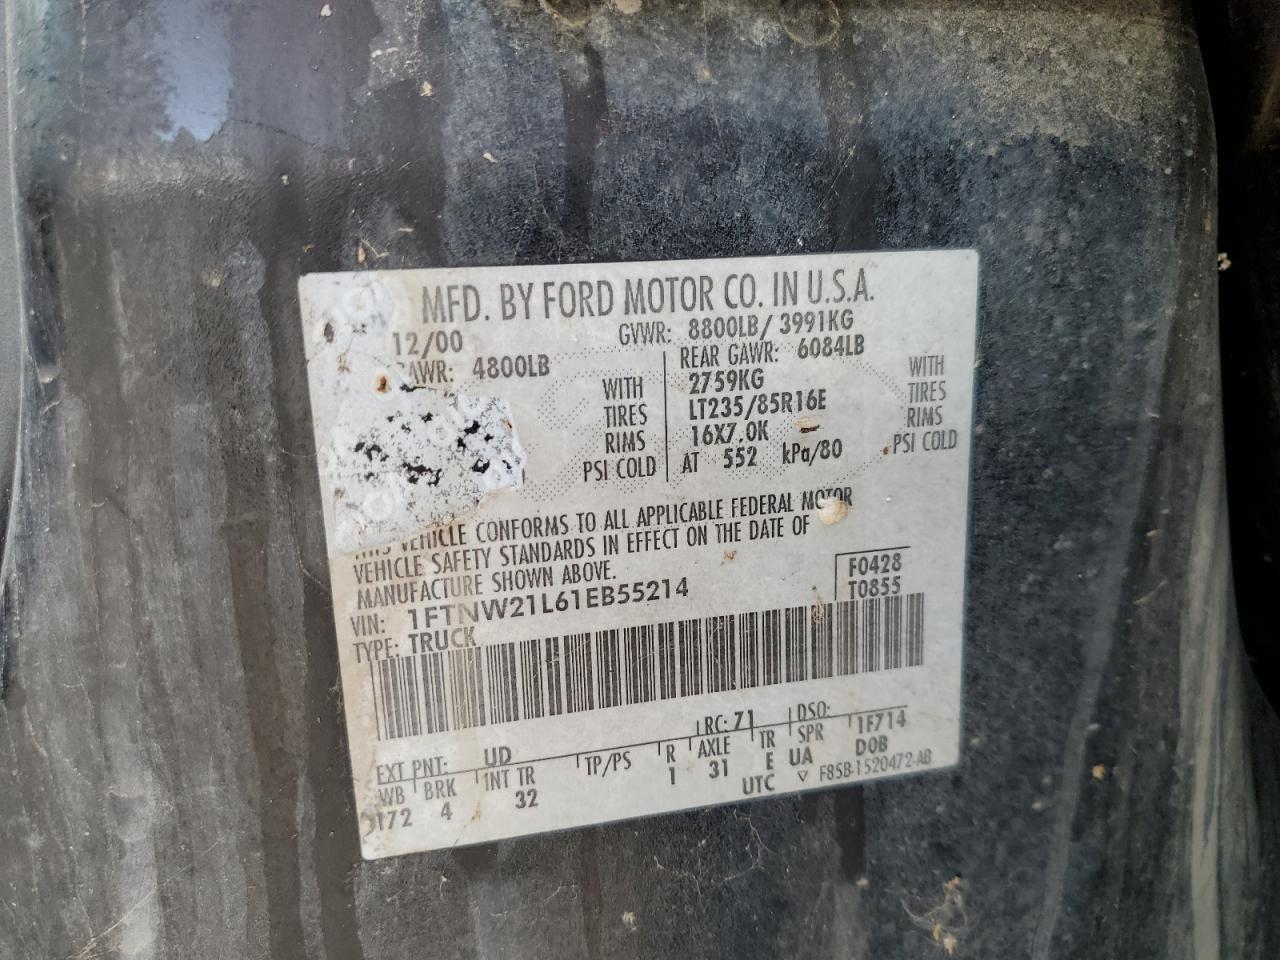 MFD. BY FORD MOTOR CO. IN U.S.A.
12/00 GVWR: 8800LB/ 3991KG
AWR: 4800LB REAR GAWR: 6084LB
WITH 2759KG WITH
TIRES LT235/85R16E TIRES
RIMS 16X7.0K RIMS
PSI COLD AT 552 kPa/80 PSI COLD
THIS VEHICLE CONFORMS TO ALL APPLICABLE FEDERAL MOTOR
VEHICLE SAFETY STANDARDS IN EFFECT ON THE DATE OF
MANUFACTURE SHOWN ABOVE.
F0428
VIN: 1FTNW21L61EB55214 T0855
TYPE: TRUCK
EXT PNT: UD RC: 71 DSO:
WB BRK INT TR TP/PS R AXLE TR SPR 1F714
172 4 32 1 31 E UA DOB
UTC ▽ F85B-1520472-AB